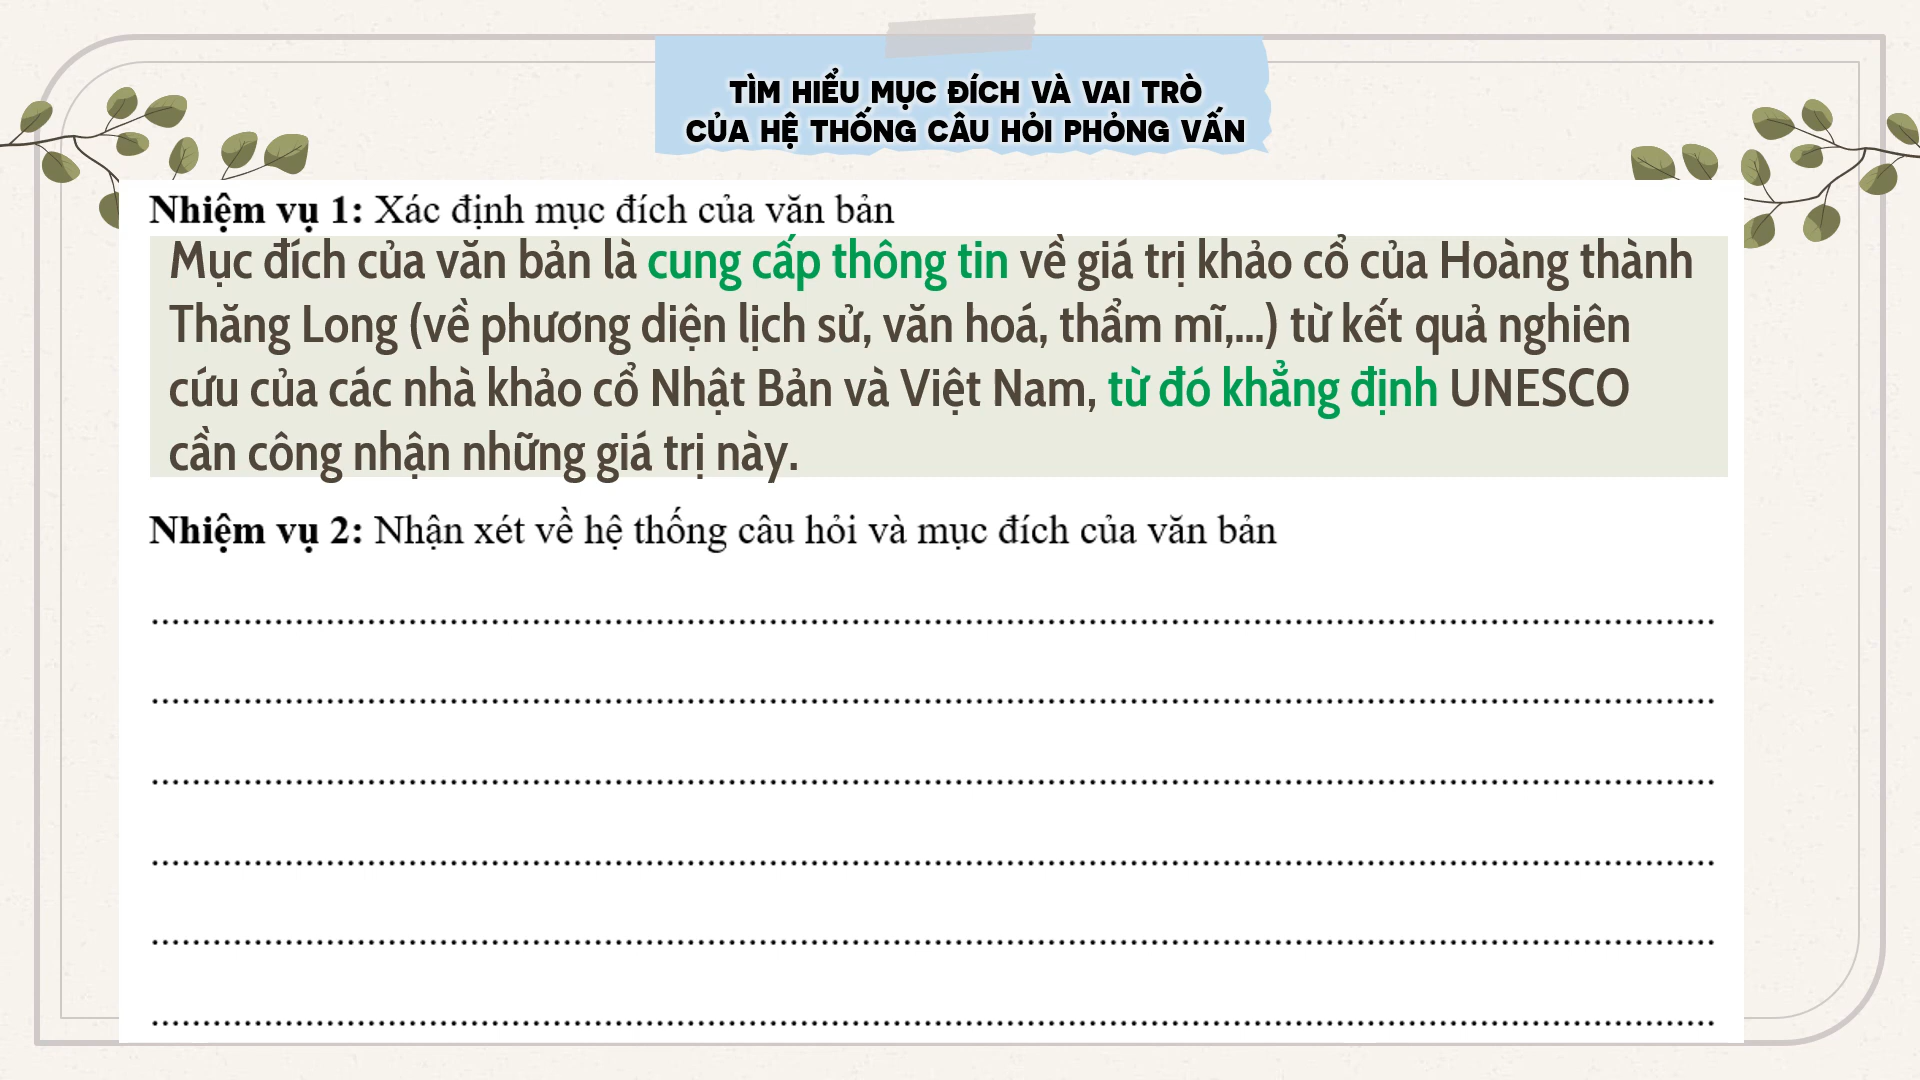 TÌM HIỂU MỤC ĐÍCH VÀ VAI TRÒ
CỦA HỆ THỐNG CÂU HỎI PHỎNG VẤN
Nhiệm vụ 1: Xác định mục đích của văn bản
Mục đích của văn bản là cung cấp thông tin về giá trị khảo cổ của Hoàng thành
Thăng Long (về phương diện lịch sử, văn hoá, thẩm mĩ,...) từ kết quả nghiên
cứu của các nhà khảo cổ Nhật Bản và Việt Nam, từ đó khẳng định UNESCO
cần công nhận những giá trị này.
Nhiệm vụ 2: Nhận xét về hệ thống câu hỏi và mục đích của văn bản